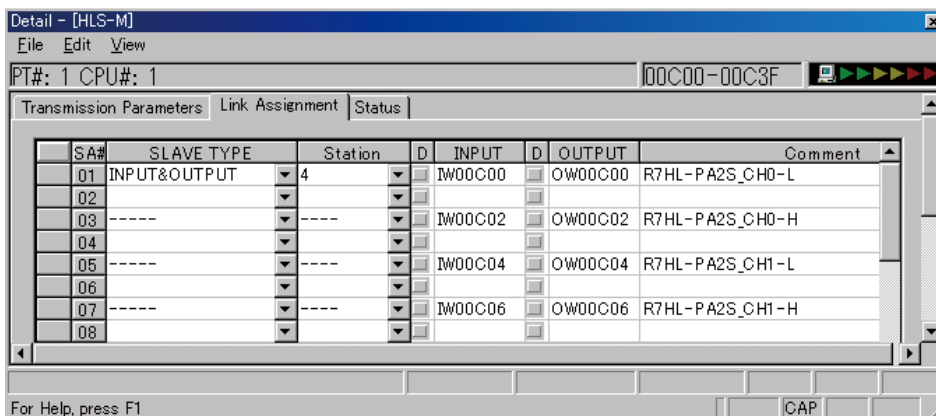 Detail - [HLS-M]
File Edit View
PT#: 1 CPU#: 1 00C00-00C3F
Transmission Parameters Link Assignment Status
SA# SLAVE TYPE Station D INPUT D OUTPUT Comment
01 INPUT&OUTPUT 4 IW00C00 OW00C00 R7HL-PA2S_CH0-L
02
03 ----- ---- IW00C02 OW00C02 R7HL-PA2S_CH0-H
04
05 ----- ---- IW00C04 OW00C04 R7HL-PA2S_CH1-L
06
07 ----- ---- IW00C06 OW00C06 R7HL-PA2S_CH1-H
08
For Help, press F1 CAP